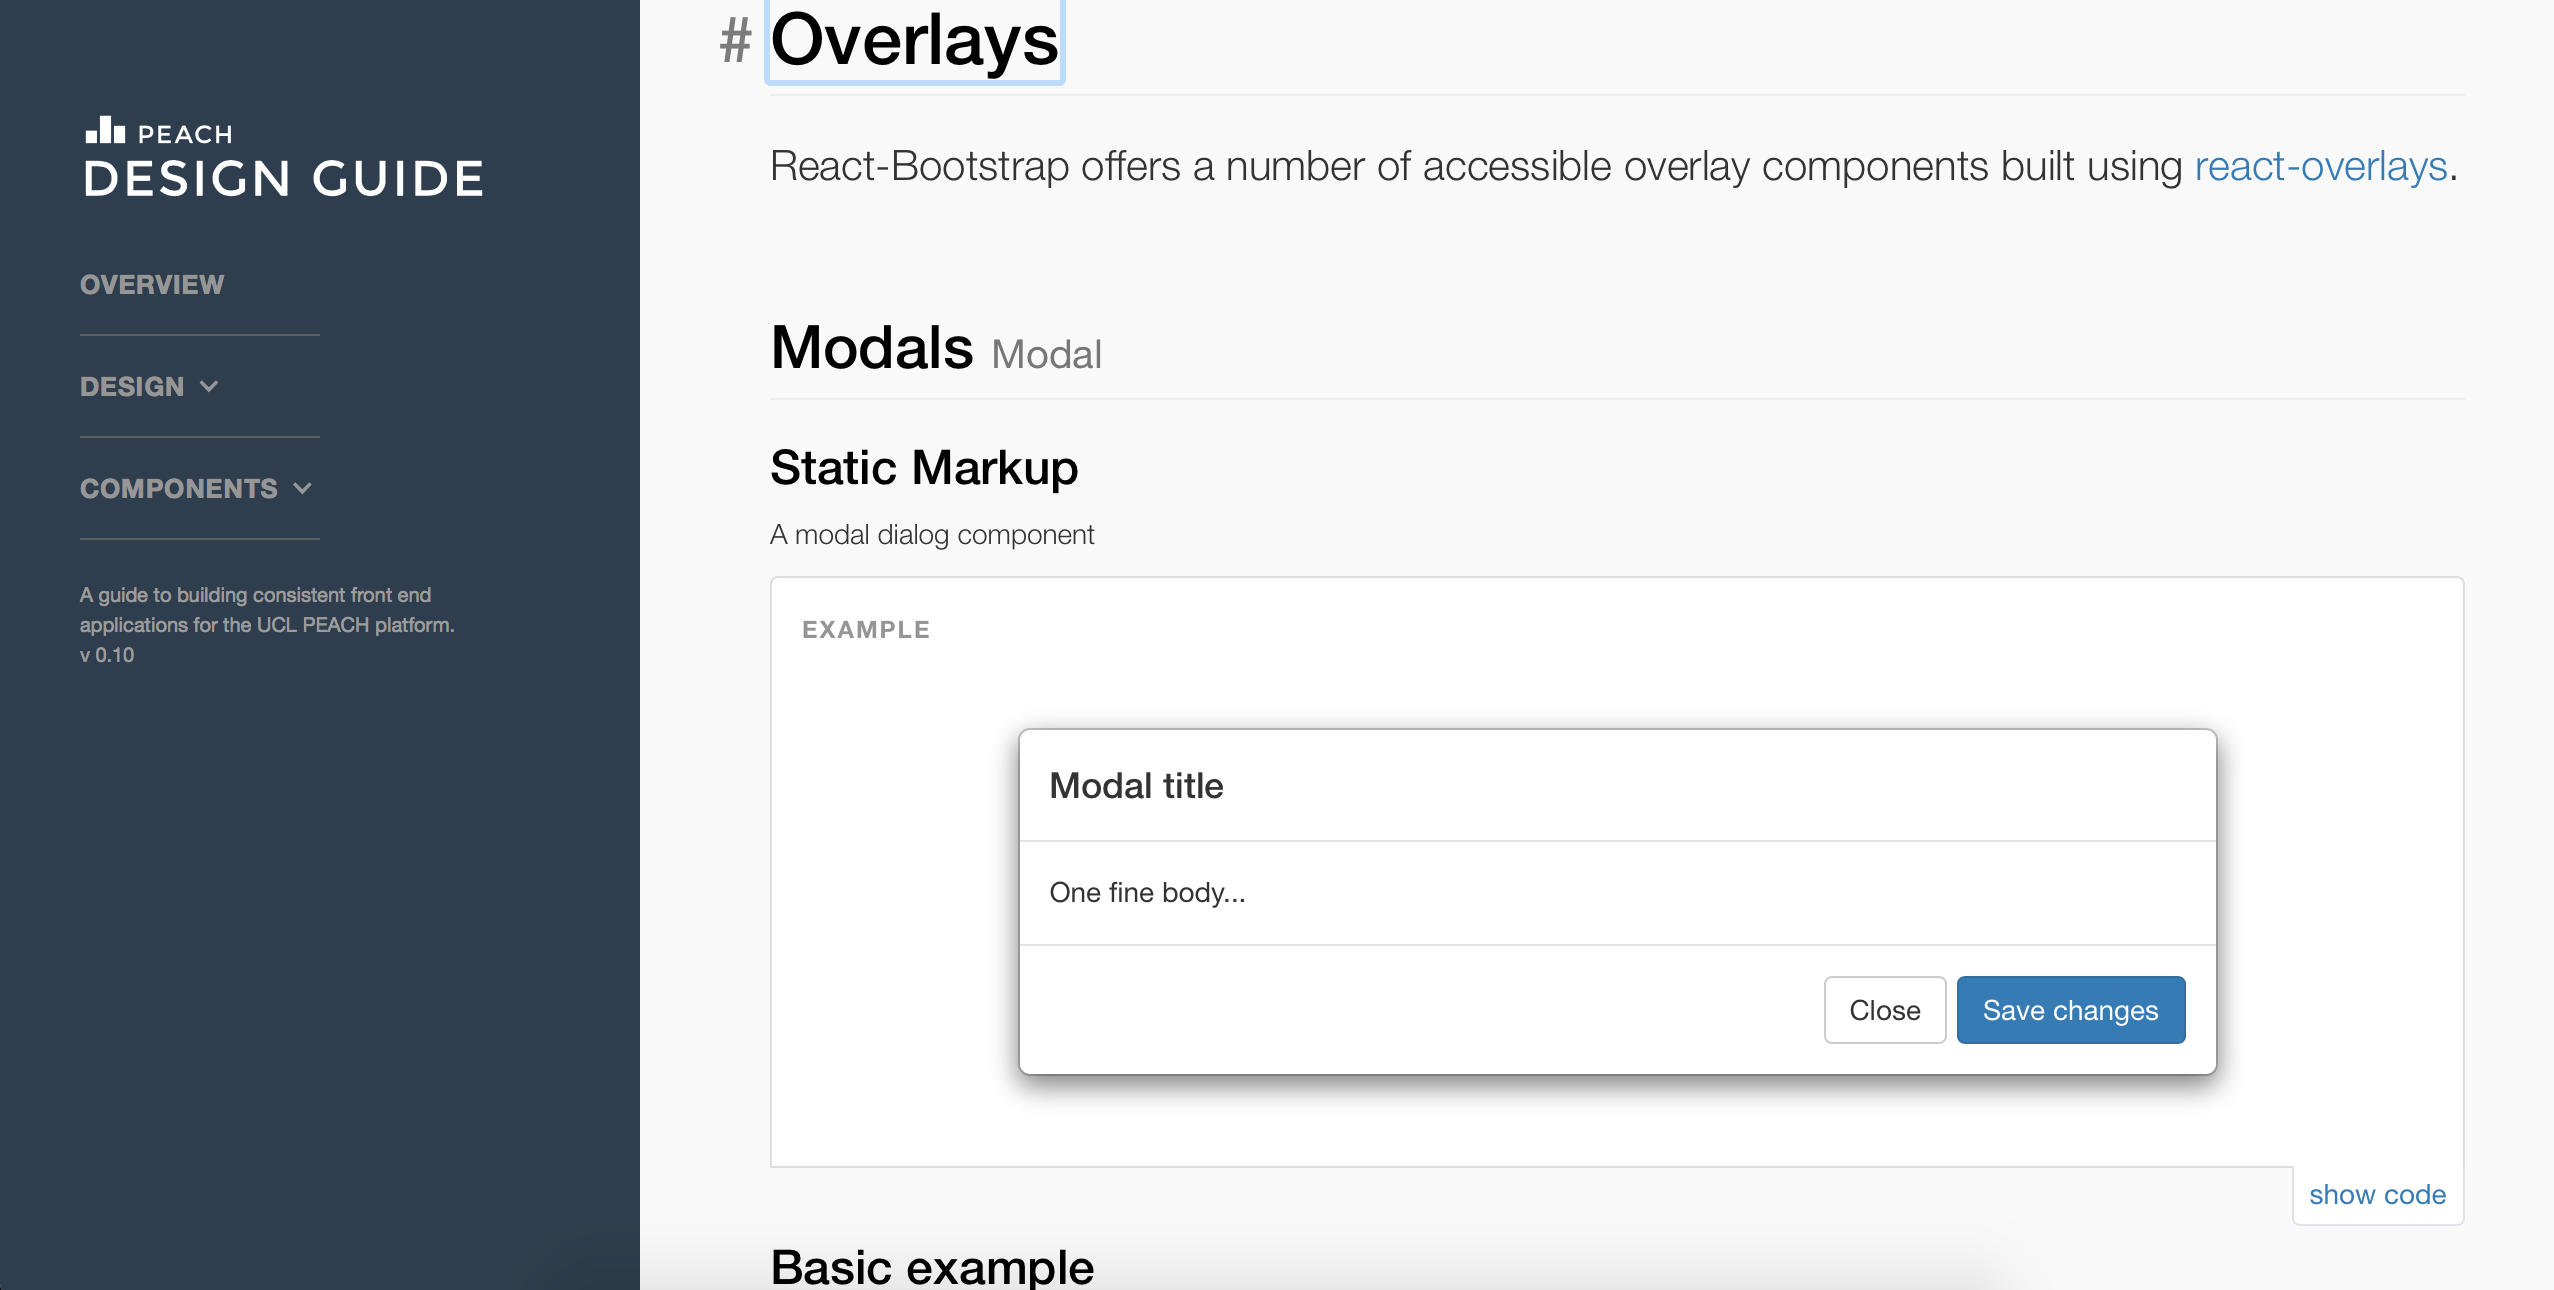 PEACH
DESIGN GUIDE
OVERVIEW
DESIGN
COMPONENTS
A guide to building consistent front end
applications for the UCL PEACH platform.
v 0.10
# Overlays
React-Bootstrap offers a number of accessible overlay components built using react-overlays.
Modals Modal
Static Markup
A modal dialog component
EXAMPLE
Modal title
One fine body...
Close Save changes
show code
Basic example